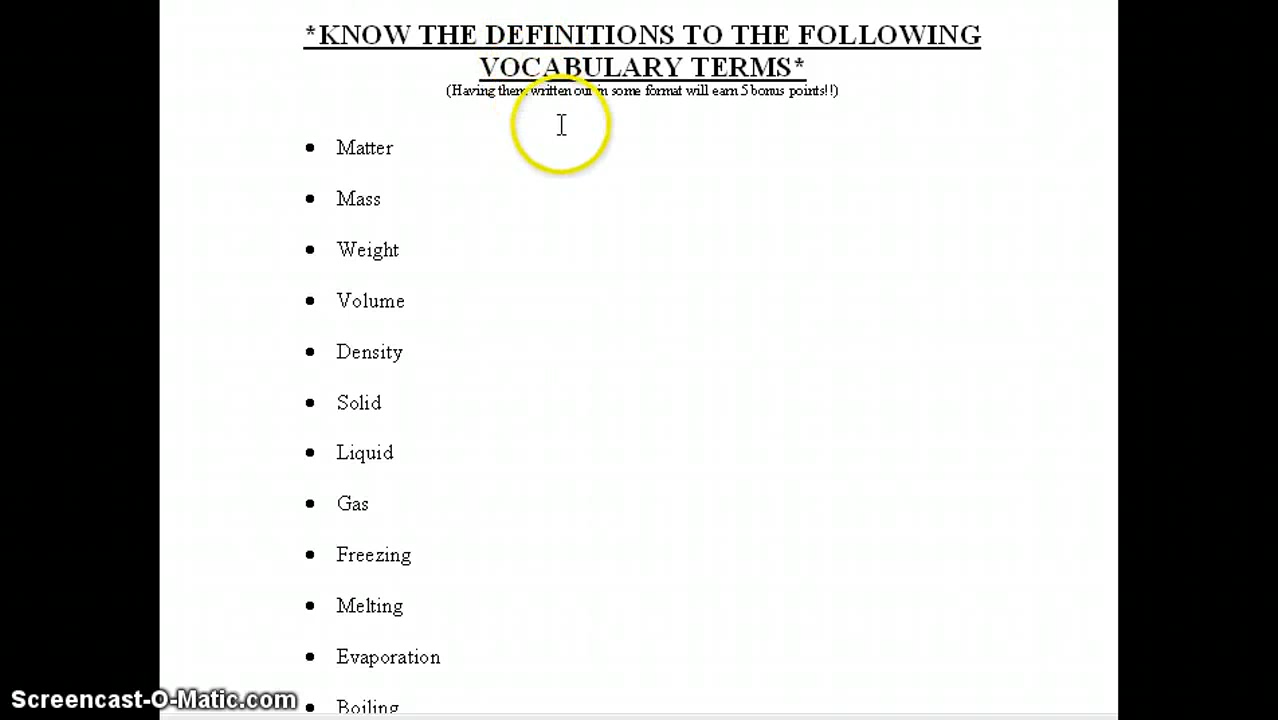 *KNOW THE DEFINITIONS TO THE FOLLOWING
VOCABULARY TERMS*
(Having them written out in some format will earn 5 bonus points!!)
• Matter
• Mass
• Weight
• Volume
• Density
• Solid
• Liquid
• Gas
• Freezing
• Melting
• Evaporation
• Boiling
Screencast-O-Matic.com